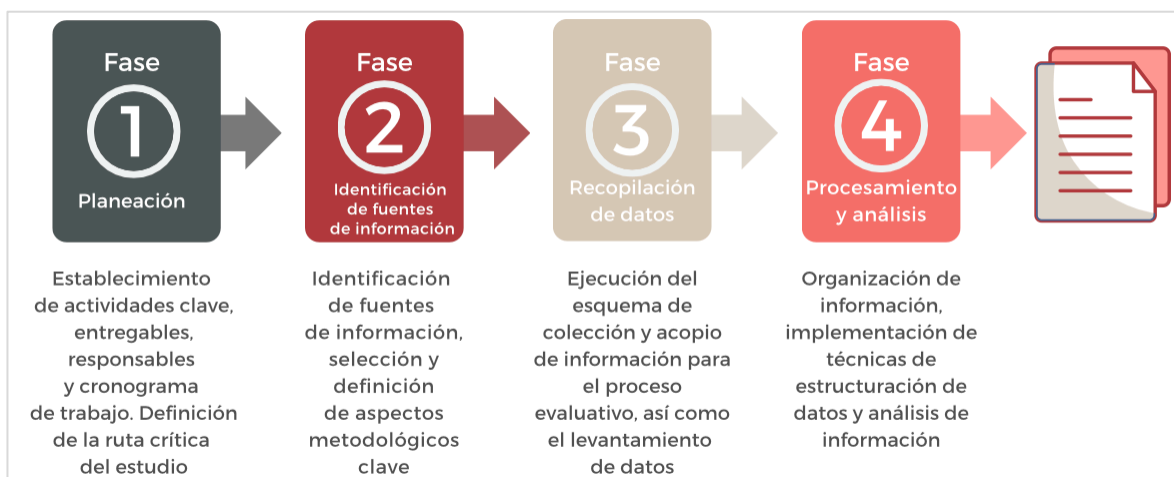 Fase
1
Planeación
Establecimiento
de actividades clave,
entregables,
responsables
y cronograma
de trabajo. Definición
de la ruta crítica
del estudio
Fase
2
Identificación
de fuentes
de información
Identificación
de fuentes
de información,
selección y
definición
de aspectos
metodológicos
clave
Fase
3
Recopilación
de datos
Ejecución del
esquema de
colección y acopio
de información para
el proceso
evaluativo, así como
el levantamiento
de datos
Fase
4
Procesamiento
y análisis
Organización de
información,
implementación de
técnicas de
estructuración de
datos y análisis de
información